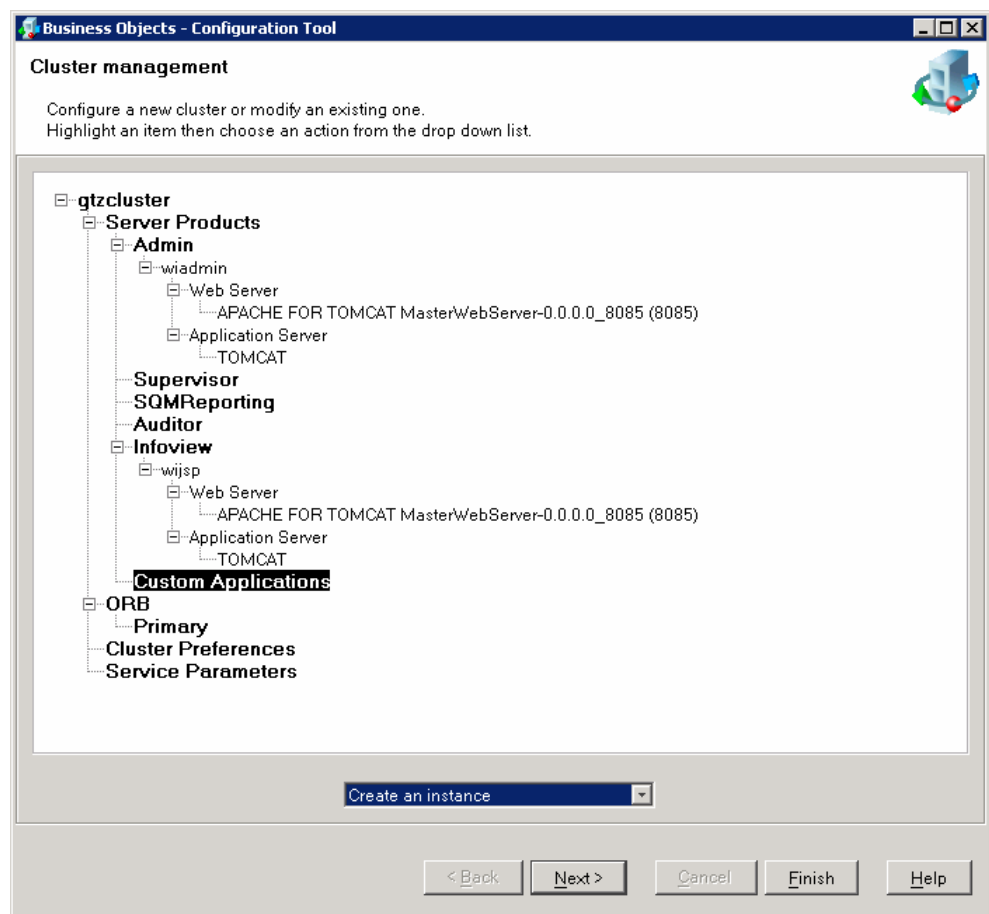 Business Objects - Configuration Tool
Cluster management
Configure a new cluster or modify an existing one.
Highlight an item then choose an action from the drop down list.
gtzcluster
Server Products
Admin
wiadmin
Web Server
APACHE FOR TOMCAT MasterWebServer-0.0.0.0_8085 (8085)
Application Server
TOMCAT
Supervisor
SQMReporting
Auditor
Infoview
wijsp
Web Server
APACHE FOR TOMCAT MasterWebServer-0.0.0.0_8085 (8085)
Application Server
TOMCAT
Custom Applications
ORB
Primary
Cluster Preferences
Service Parameters
Create an instance
< Back Next > Cancel Finish Help